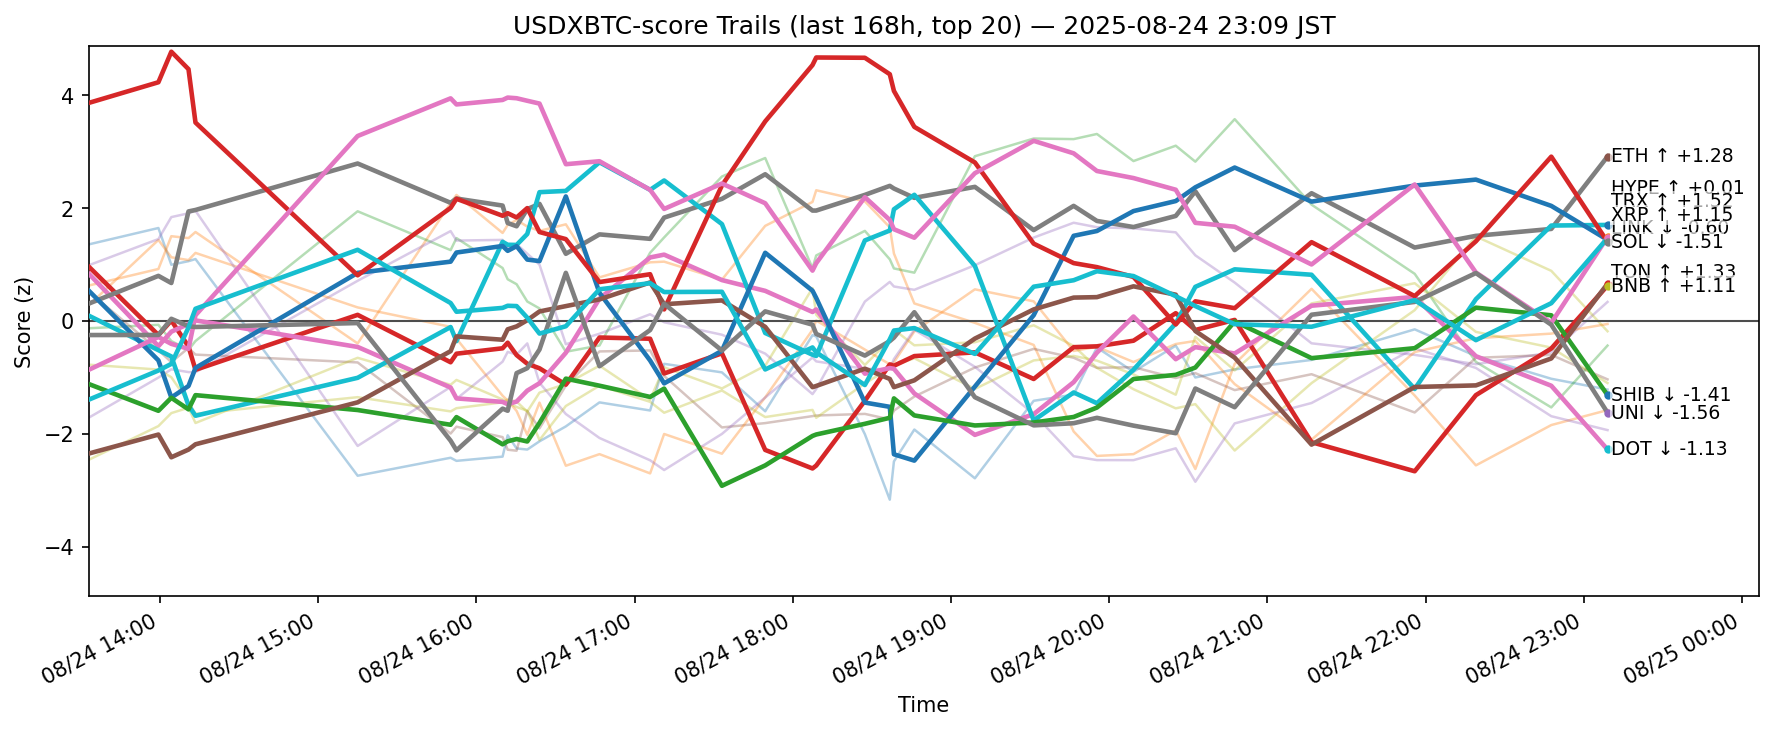 USDXBTC-score Trails (last 168h, top 20) — 2025-08-24 23:09 JST
Score (z)
4
2
0
−2
−4
ETH ↑ +1.28
HYPE ↑ +0.01
TRX ↑ +1.52
XRP ↑ +1.15
LINK ↓ -0.60
SOL ↓ -1.51
TON ↑ +1.33
BNB ↑ +1.11
SHIB ↓ -1.41
UNI ↓ -1.56
DOT ↓ -1.13
08/24 14:00
08/24 15:00
08/24 16:00
08/24 17:00
08/24 18:00
08/24 19:00
08/24 20:00
08/24 21:00
08/24 22:00
08/24 23:00
08/25 00:00
Time